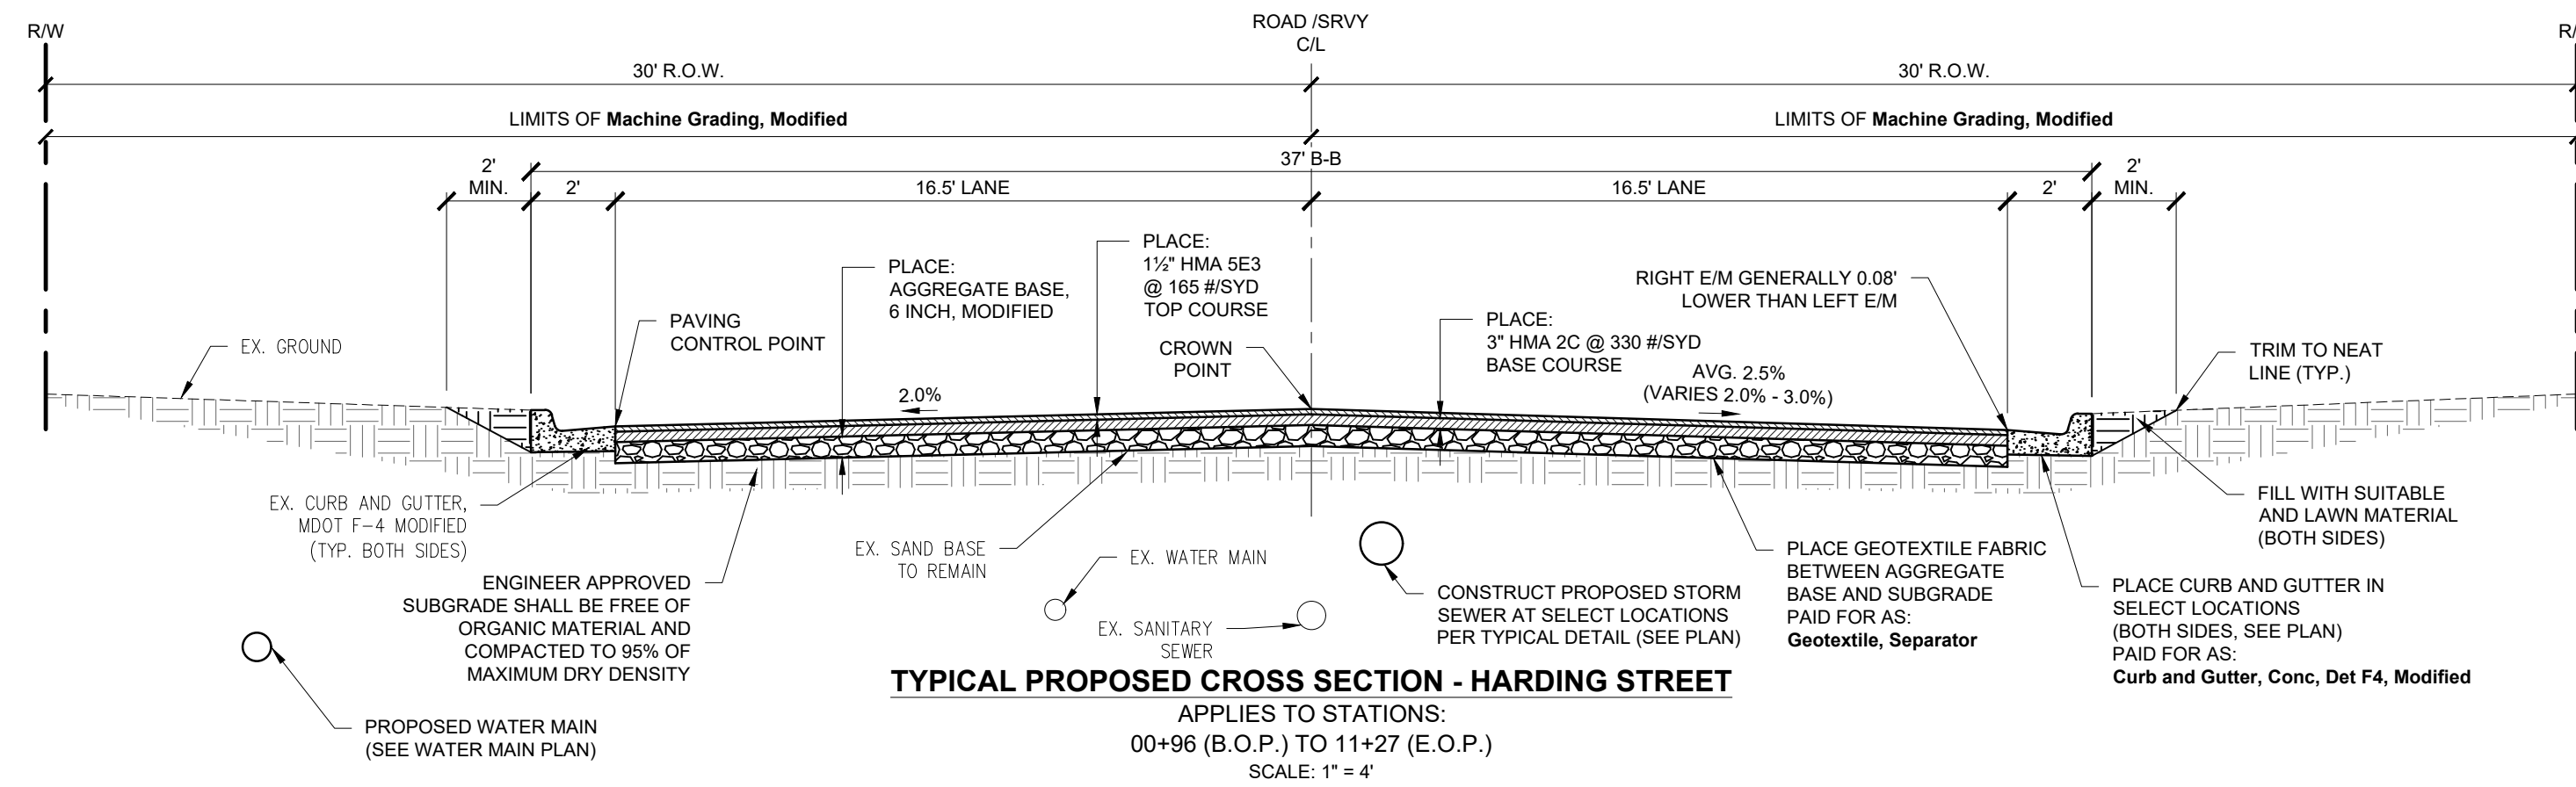 R/W
ROAD /SRVY
C/L
R/
30' R.O.W.
30' R.O.W.
LIMITS OF Machine Grading, Modified
LIMITS OF Machine Grading, Modified
37' B-B
2'
MIN.
2'
16.5' LANE
16.5' LANE
2'
2'
MIN.
PLACE:
AGGREGATE BASE,
6 INCH, MODIFIED
PLACE:
1½" HMA 5E3
@ 165 #/SYD
TOP COURSE
RIGHT E/M GENERALLY 0.08'
LOWER THAN LEFT E/M
PAVING
CONTROL POINT
CROWN
POINT
PLACE:
3" HMA 2C @ 330 #/SYD
BASE COURSE
EX. GROUND
TRIM TO NEAT
LINE (TYP.)
2.0%
AVG. 2.5%
(VARIES 2.0% - 3.0%)
EX. CURB AND GUTTER,
MDOT F-4 MODIFIED
(TYP. BOTH SIDES)
FILL WITH SUITABLE
AND LAWN MATERIAL
(BOTH SIDES)
EX. SAND BASE
TO REMAIN
EX. WATER MAIN
EX. SANITARY
SEWER
ENGINEER APPROVED
SUBGRADE SHALL BE FREE OF
ORGANIC MATERIAL AND
COMPACTED TO 95% OF
MAXIMUM DRY DENSITY
CONSTRUCT PROPOSED STORM
SEWER AT SELECT LOCATIONS
PER TYPICAL DETAIL (SEE PLAN)
PLACE GEOTEXTILE FABRIC
BETWEEN AGGREGATE
BASE AND SUBGRADE
PAID FOR AS:
Geotextile, Separator
PLACE CURB AND GUTTER IN
SELECT LOCATIONS
(BOTH SIDES, SEE PLAN)
PAID FOR AS:
Curb and Gutter, Conc, Det F4, Modified
PROPOSED WATER MAIN
(SEE WATER MAIN PLAN)
TYPICAL PROPOSED CROSS SECTION - HARDING STREET
APPLIES TO STATIONS:
00+96 (B.O.P.) TO 11+27 (E.O.P.)
SCALE: 1" = 4'